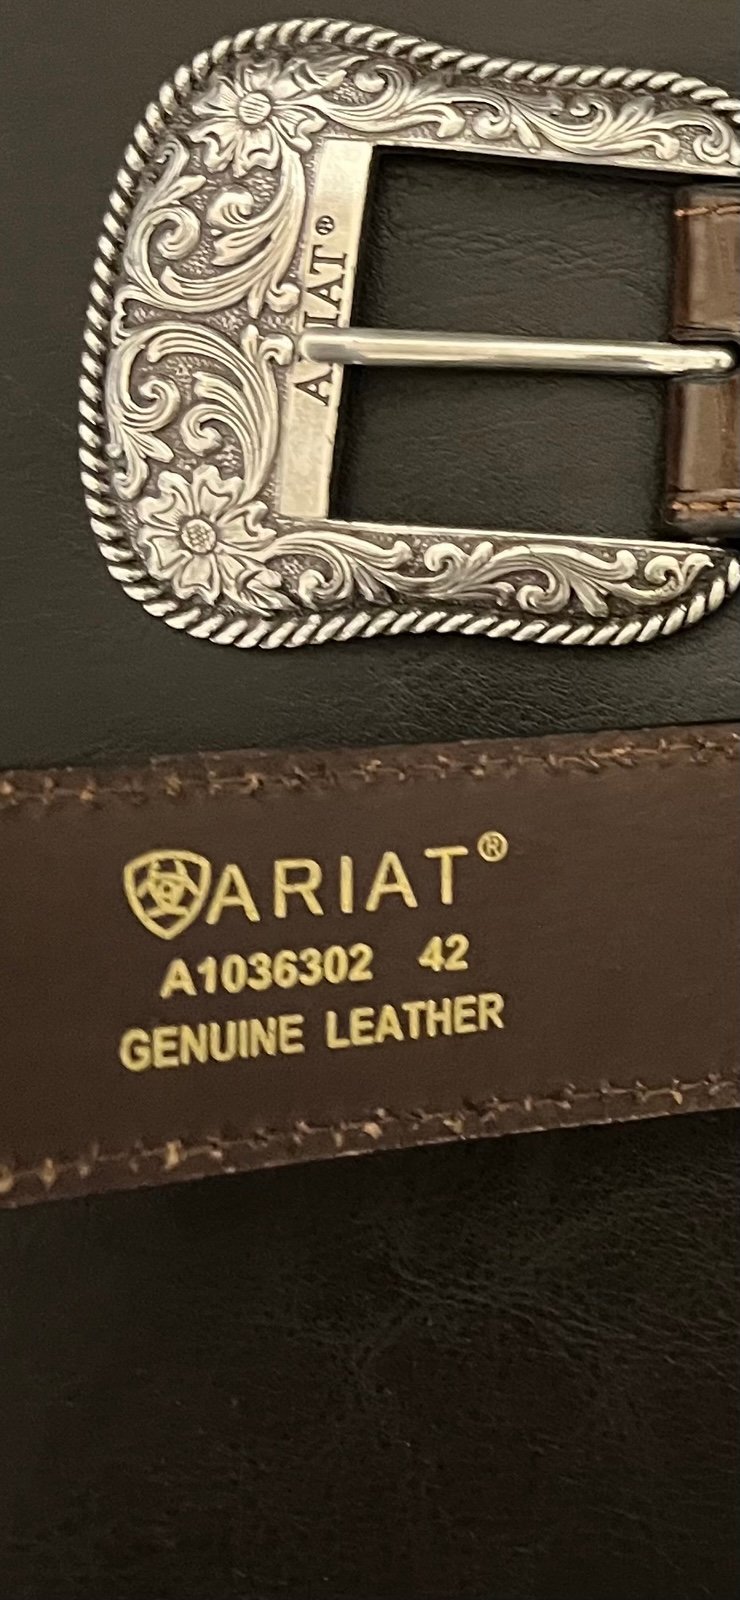 ARIAT®
ARIAT®
A1036302 42
GENUINE LEATHER